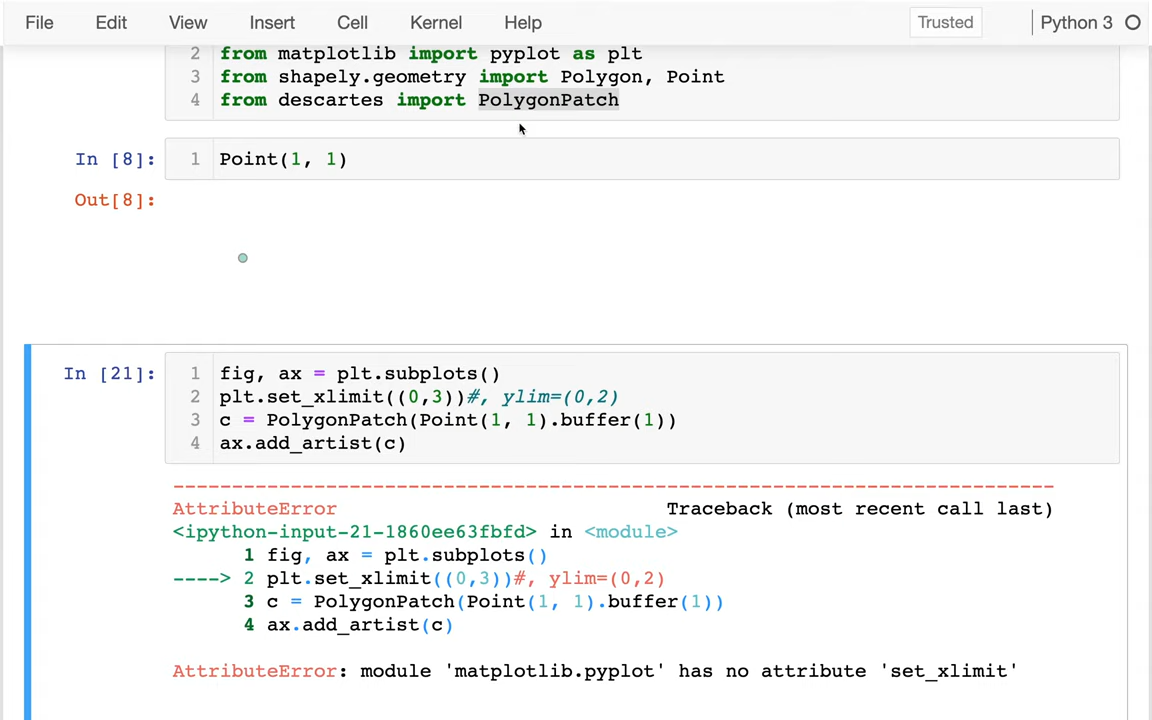 File Edit View Insert Cell Kernel Help Trusted Python 3
2 from matplotlib import pyplot as plt
3 from shapely.geometry import Polygon, Point
4 from descartes import PolygonPatch
In [8]: 1 Point(1, 1)
Out[8]:
In [21]: 1 fig, ax = plt.subplots()
2 plt.set_xlimit((0,3))#, ylim=(0,2)
3 c = PolygonPatch(Point(1, 1).buffer(1))
4 ax.add_artist(c)
---------------------------------------------------------------------------
AttributeError Traceback (most recent call last)
<ipython-input-21-1860ee63fbfd> in <module>
1 fig, ax = plt.subplots()
----> 2 plt.set_xlimit((0,3))#, ylim=(0,2)
3 c = PolygonPatch(Point(1, 1).buffer(1))
4 ax.add_artist(c)
AttributeError: module 'matplotlib.pyplot' has no attribute 'set_xlimit'